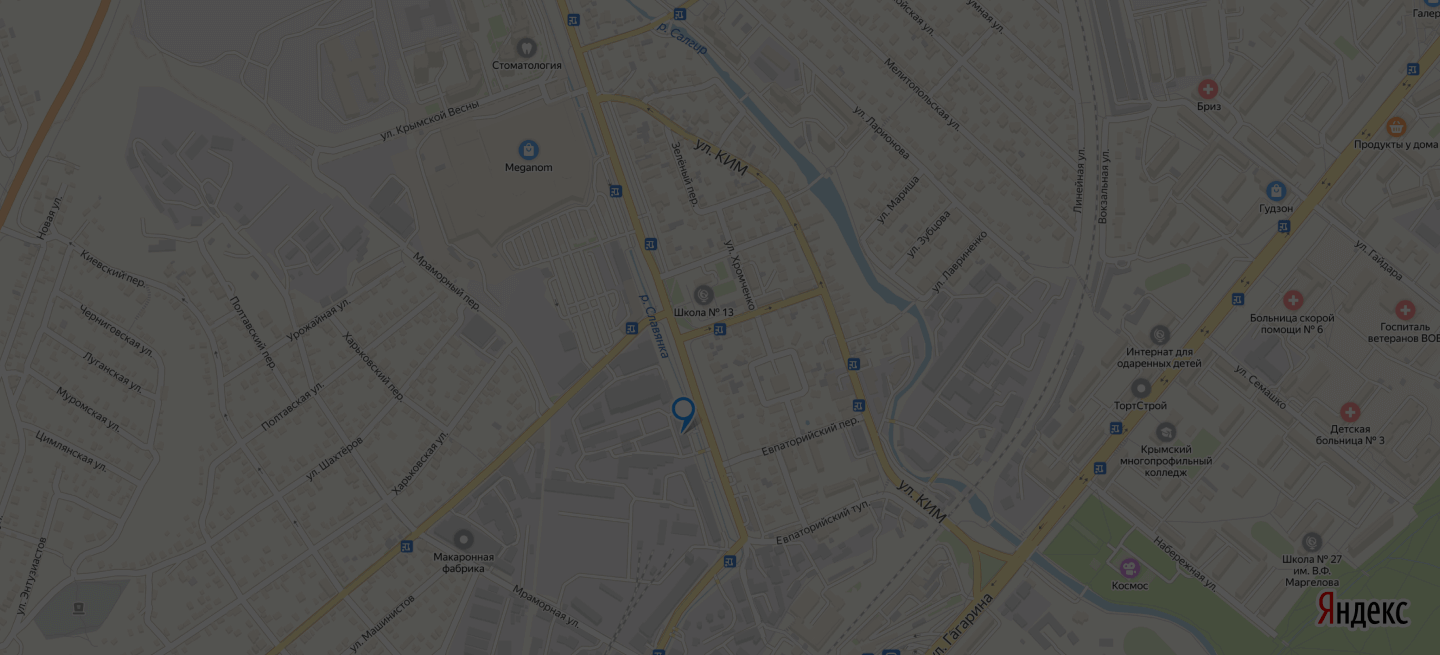 Галер
р. Салгир
Стоматология
Мелитопольская ул.
Бриз
ул. Крымской Весны
ул. Ларионова
Продукты у дома
Meganom
ул. КИМ
Зелёный пер.
Линейная ул.
Вокзальная ул.
ул. Мариша
Гудзон
Новая ул.
ул. Зубцова
ул. Лавриненко
ул. Гайдара
Киевский пер.
Мраморный пер.
ул. Хромченко
Полтавский пер.
Урожайная ул.
р. Славянка
Школа № 13
Черниговская ул.
Больница скорой
помощи № 6
Госпиталь
ветеранов ВОВ
Харьковский пер.
Интернат для
одаренных детей
Луганская ул.
ул. Семашко
Муромская ул.
Полтавская ул.
ТортСтрой
Детская
больница № 3
Цимлянская ул.
ул. Шахтёров
Харьковская ул.
Евпаторийский пер.
Крымский
многопрофильный
колледж
ул. КИМ
Евпаторийский туп.
Макаронная
фабрика
ул. Энтузиастов
Набережная ул.
Школа № 27
им. В.Ф.
Маргелова
Космос
Мраморная ул.
ул. Машинистов
ул. Гагарина
Яндекс